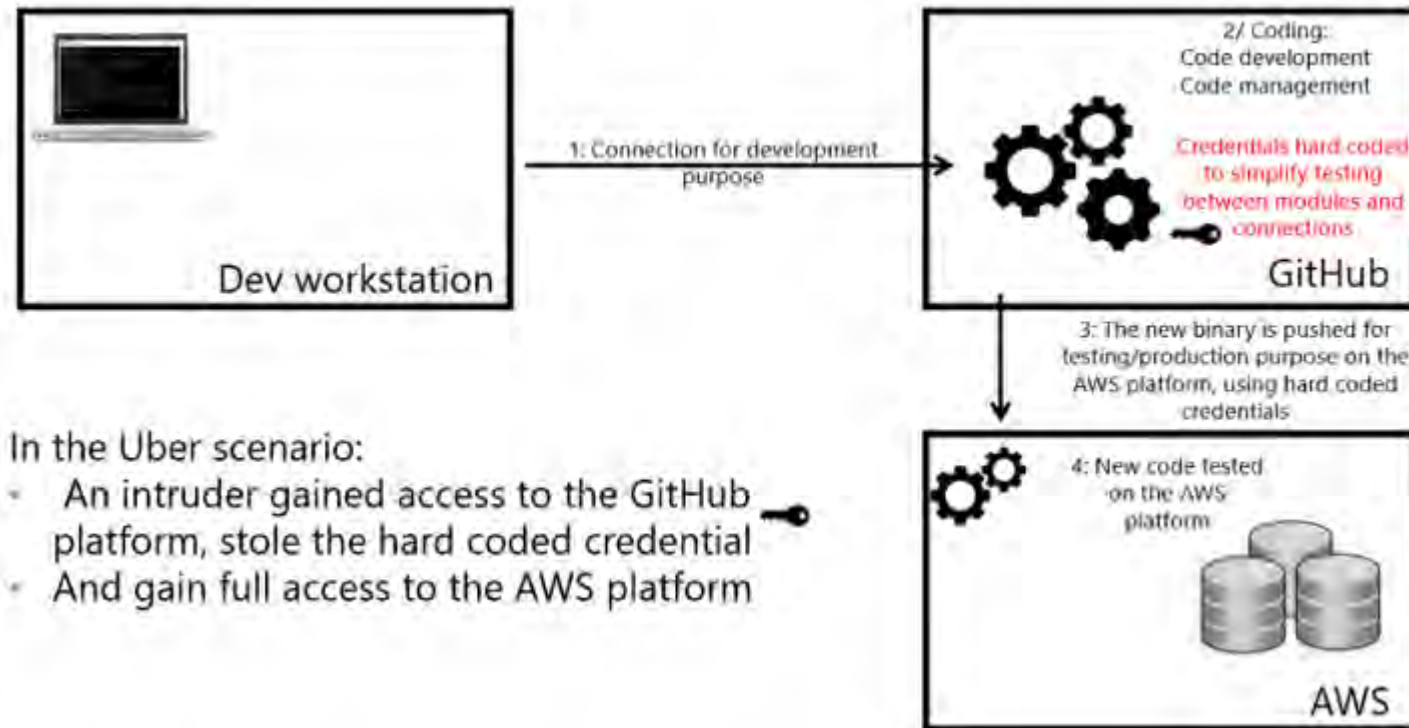 2/ Coding:
Code development
Code management
1: Connection for development
purpose
Credentials hard coded
to simplify testing
between modules and
connections
Dev workstation
GitHub
3: The new binary is pushed for
testing/production purpose on the
AWS platform, using hard coded
credentials
In the Uber scenario:
- An intruder gained access to the GitHub
platform, stole the hard coded credential
- And gain full access to the AWS platform
4: New code tested
on the AWS
platform
AWS